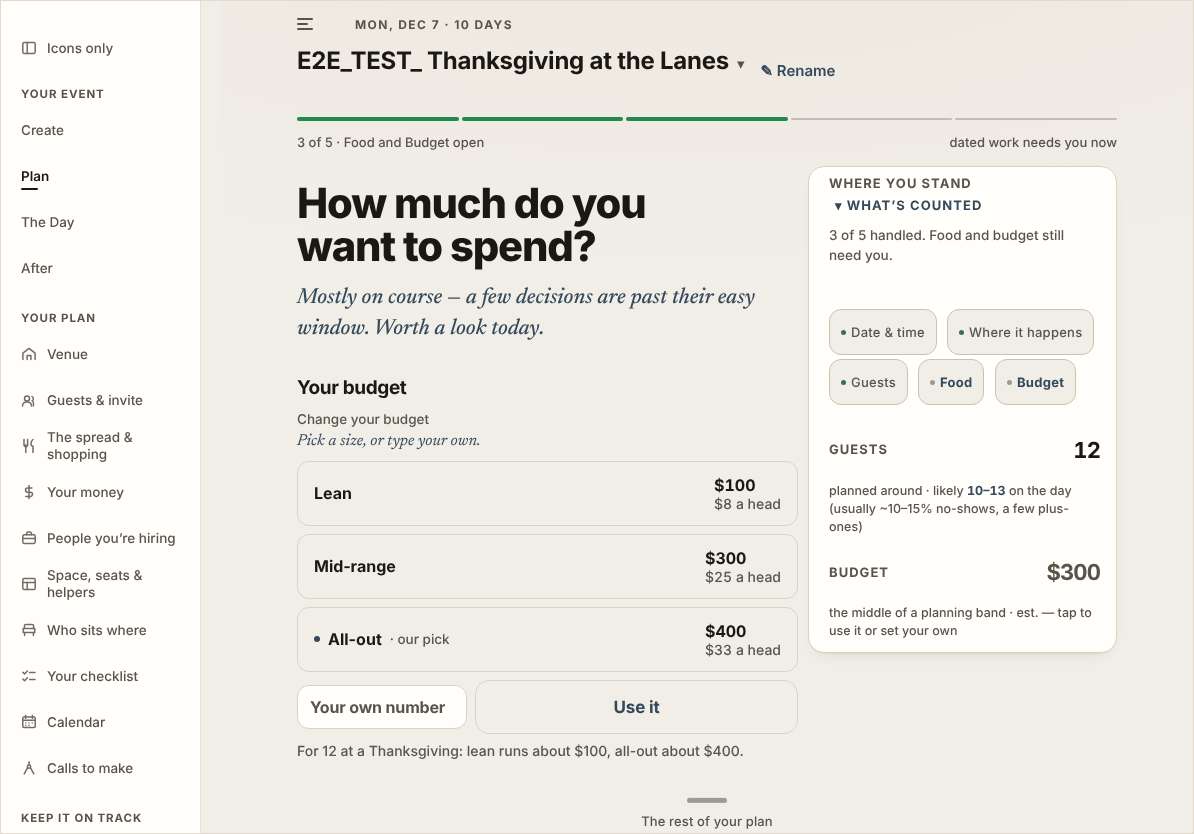 Icons only
YOUR EVENT
Create
Plan
The Day
After
YOUR PLAN
Venue
Guests & invite
The spread &
shopping
Your money
People you’re hiring
Space, seats &
helpers
Who sits where
Your checklist
Calendar
Calls to make
KEEP IT ON TRACK
MON, DEC 7 · 10 DAYS
E2E_TEST_ Thanksgiving at the Lanes ▾
✎ Rename
3 of 5 · Food and Budget open
dated work needs you now
How much do you
want to spend?
Mostly on course — a few decisions are past their easy
window. Worth a look today.
Your budget
Change your budget
Pick a size, or type your own.
Lean
$100
$8 a head
Mid-range
$300
$25 a head
All-out · our pick
$400
$33 a head
Your own number
Use it
For 12 at a Thanksgiving: lean runs about $100, all-out about $400.
The rest of your plan
WHERE YOU STAND
▾ WHAT’S COUNTED
3 of 5 handled. Food and budget still
need you.
Date & time
Where it happens
Guests
Food
Budget
GUESTS
12
planned around · likely 10–13 on the day
(usually ~10–15% no-shows, a few plus-
ones)
BUDGET
$300
the middle of a planning band · est. — tap to
use it or set your own